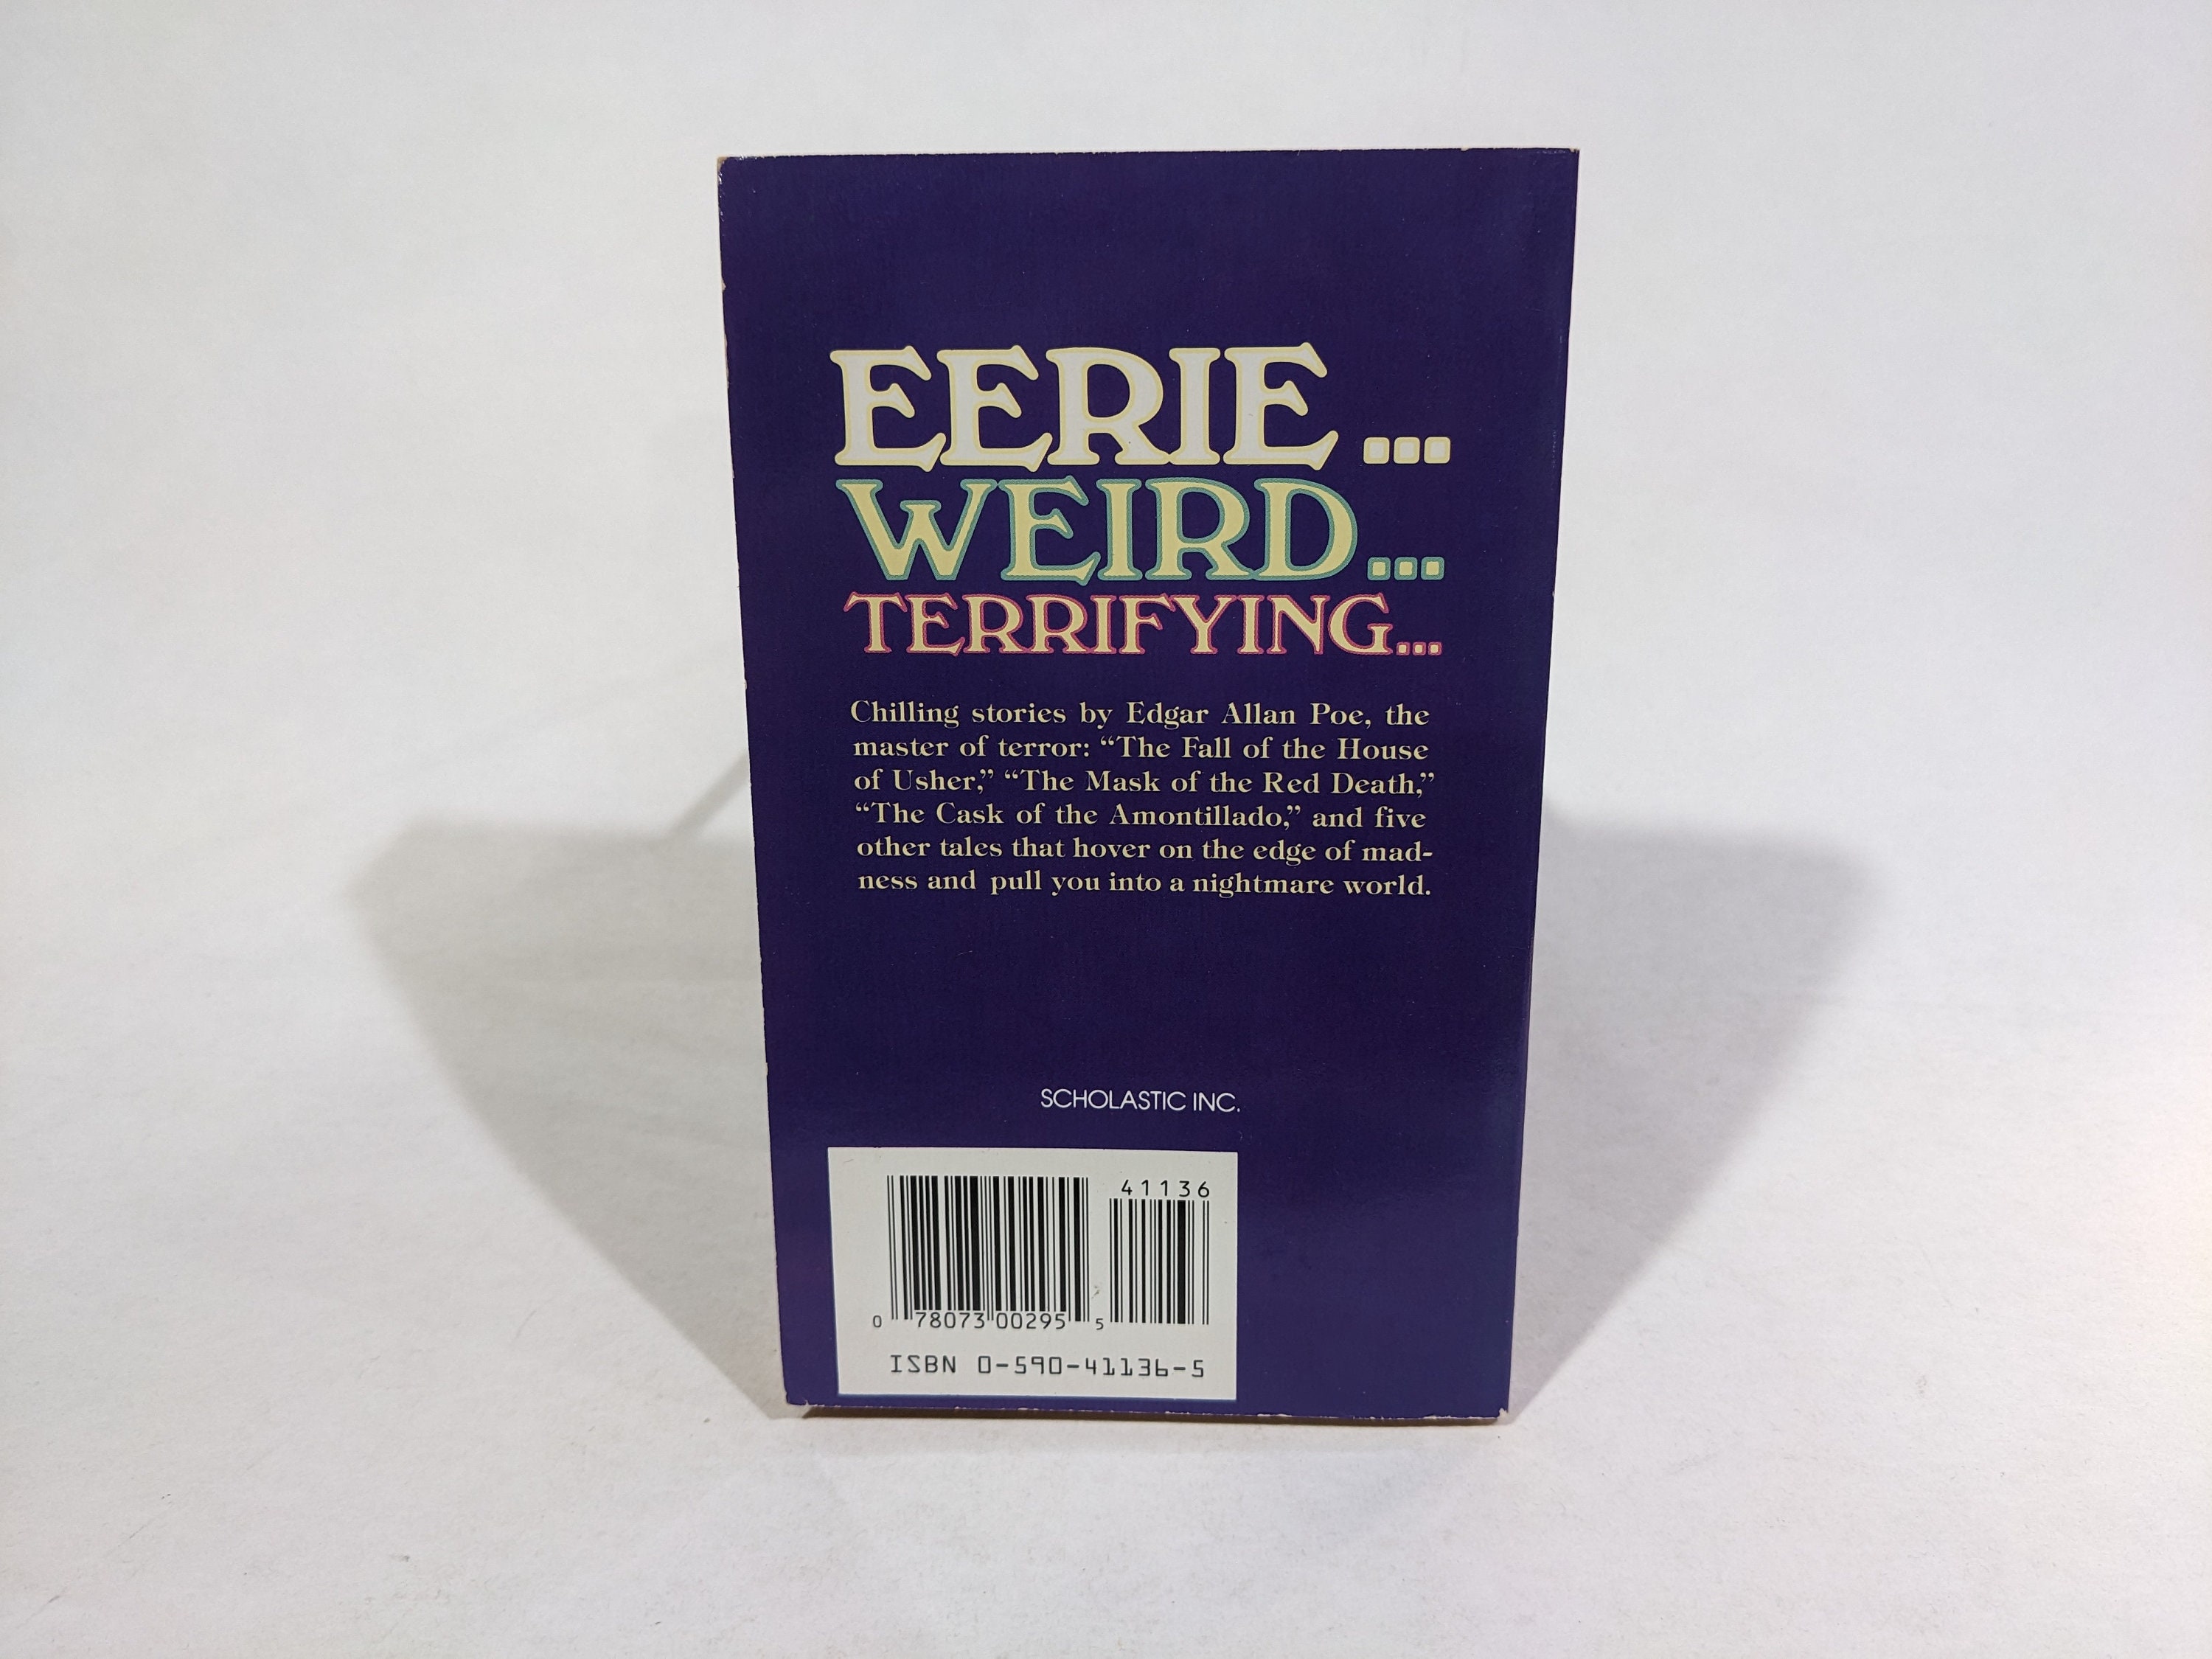 EERIE...
WEIRD...
TERRIFYING...
Chilling stories by Edgar Allan Poe, the
master of terror: “The Fall of the House
of Usher,” “The Mask of the Red Death,”
“The Cask of the Amontillado,” and five
other tales that hover on the edge of mad-
ness and pull you into a nightmare world.
SCHOLASTIC INC.
41136
0 78073 00295 5
ISBN 0-590-41136-5